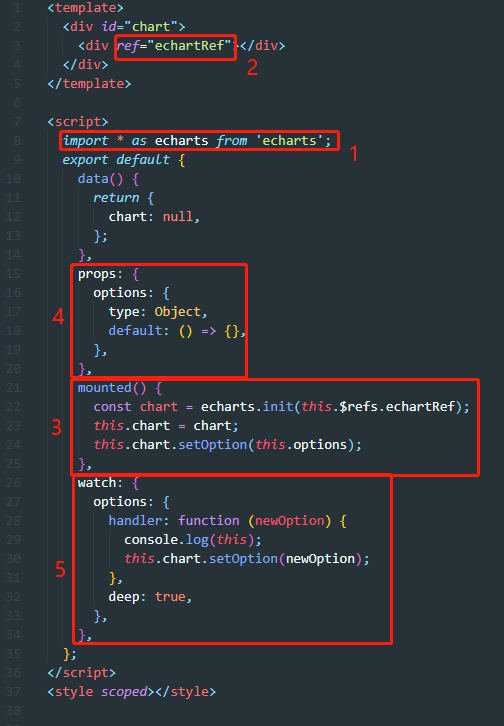 1 <template>
2   <div id="chart">
3     <div ref="echartRef"></div>
2
4   </div>
5 </template>
6
7 <script>
8   import * as echarts from 'echarts';
1
9   export default {
10     data() {
11       return {
12         chart: null,
13       };
14     },
15     props: {
16       options: {
4
17         type: Object,
18         default: () => {},
19       },
20     },
21     mounted() {
22       const chart = echarts.init(this.$refs.echartRef);
3
23       this.chart = chart;
24       this.chart.setOption(this.options);
25     },
26     watch: {
27       options: {
28         handler: function (newOption) {
29           console.log(this);
30           this.chart.setOption(newOption);
5
31         },
32         deep: true,
33       },
34     },
35   };
36 </script>
37 <style scoped></style>
38